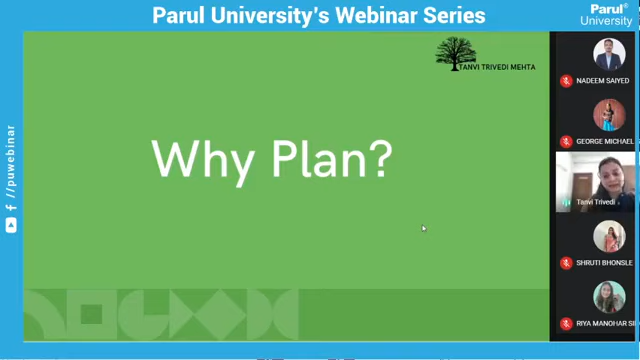 Parul University's Webinar Series
Parul®
University
TANVI TRIVEDI MEHTA
Why Plan?
/puwebinar
NADEEM SAIYED
GEORGE MICHAEL
Tanvi Trivedi
SHRUTI BHONSLE
RIYA MANOHAR